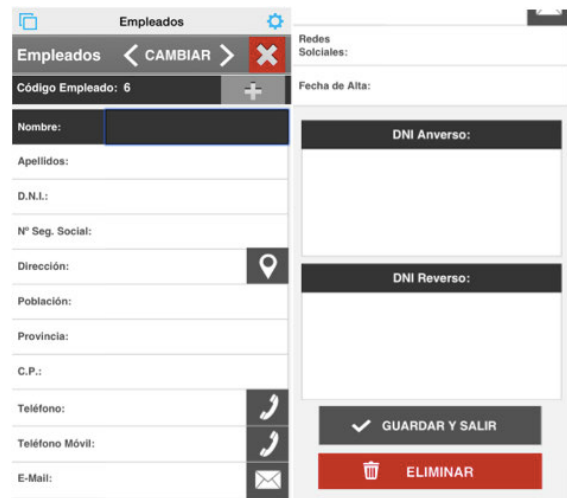 Empleados
Empleados
CAMBIAR
Código Empleado: 6
Nombre:
Apellidos:
D.N.I.:
Nº Seg. Social:
Dirección:
Población:
Provincia:
C.P.:
Teléfono:
Teléfono Móvil:
E-Mail:
Redes
Solciales:
Fecha de Alta:
DNI Anverso:
DNI Reverso:
GUARDAR Y SALIR
ELIMINAR